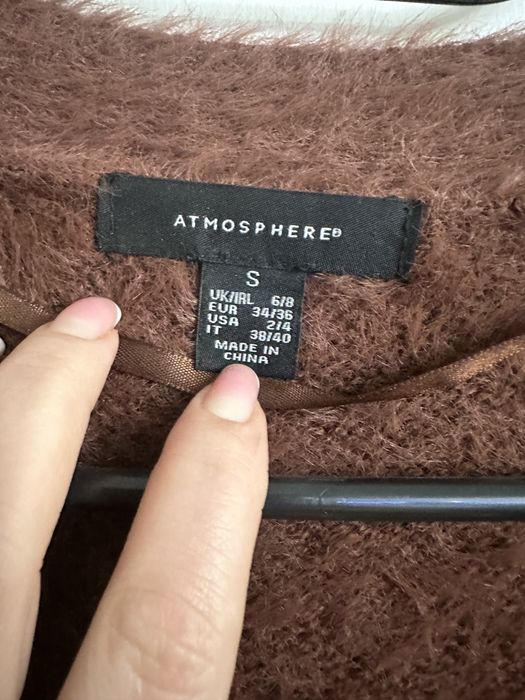 ATMOSPHERE®
S
UK/IRL 6/8
EUR 34/36
USA 2/4
IT 38/40
MADE IN
CHINA